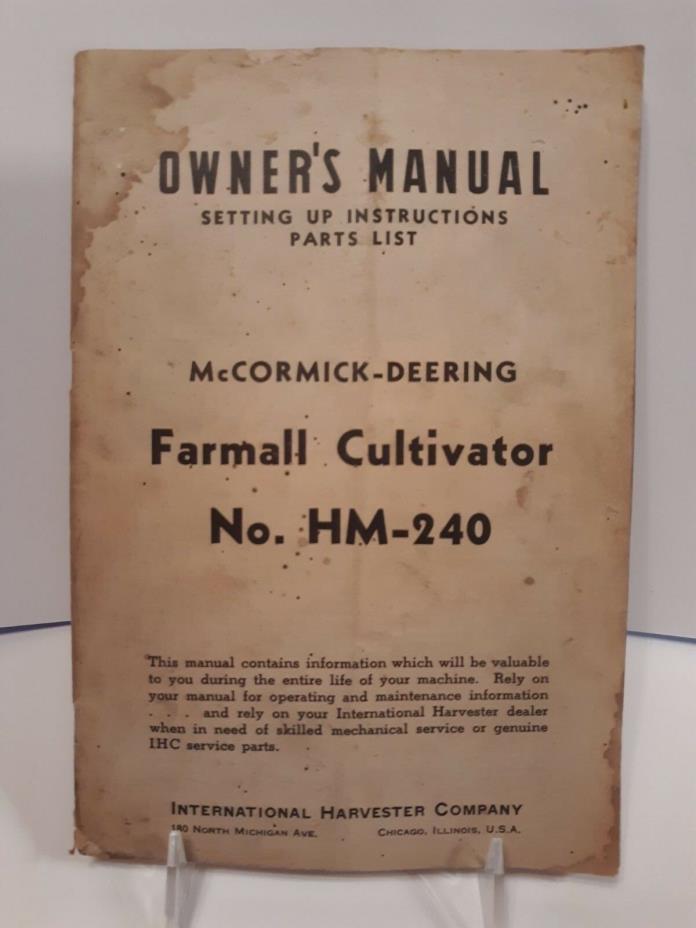 OWNER'S MANUAL
SETTING UP INSTRUCTIONS
PARTS LIST
McCORMICK-DEERING
Farmall Cultivator
No. HM-240
This manual contains information which will be valuable
to you during the entire life of your machine. Rely on
your manual for operating and maintenance information
. . . and rely on your International Harvester dealer
when in need of skilled mechanical service or genuine
IHC service parts.
INTERNATIONAL HARVESTER COMPANY
180 NORTH MICHIGAN AVE. CHICAGO, ILLINOIS, U.S.A.